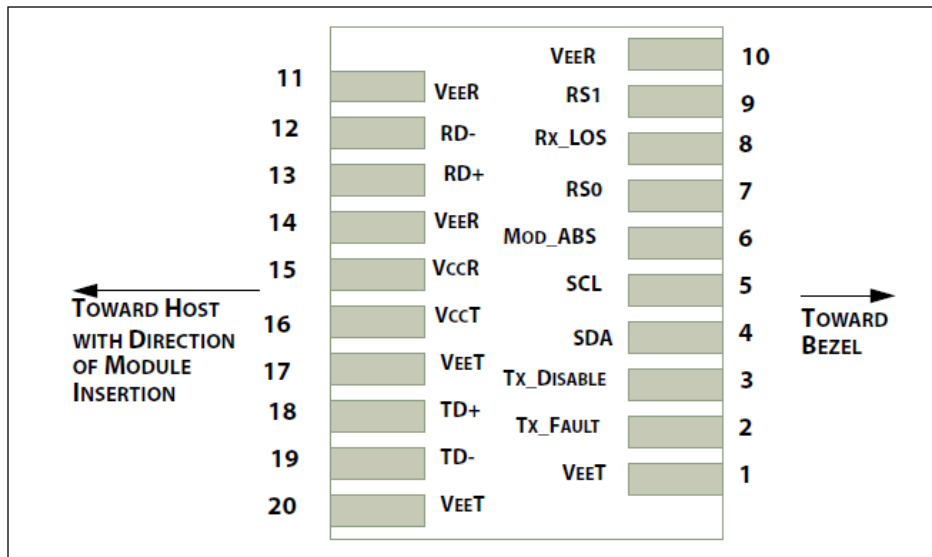 11 VEER
12 RD-
13 RD+
14 VEER
15 VCCR
16 VCCT
17 VEET
18 TD+
19 TD-
20 VEET
VEER 10
RS1 9
RX_LOS 8
RS0 7
MOD_ABS 6
SCL 5
SDA 4
TX_DISABLE 3
TX_FAULT 2
VEET 1
TOWARD HOST
WITH DIRECTION
OF MODULE
INSERTION
TOWARD
BEZEL